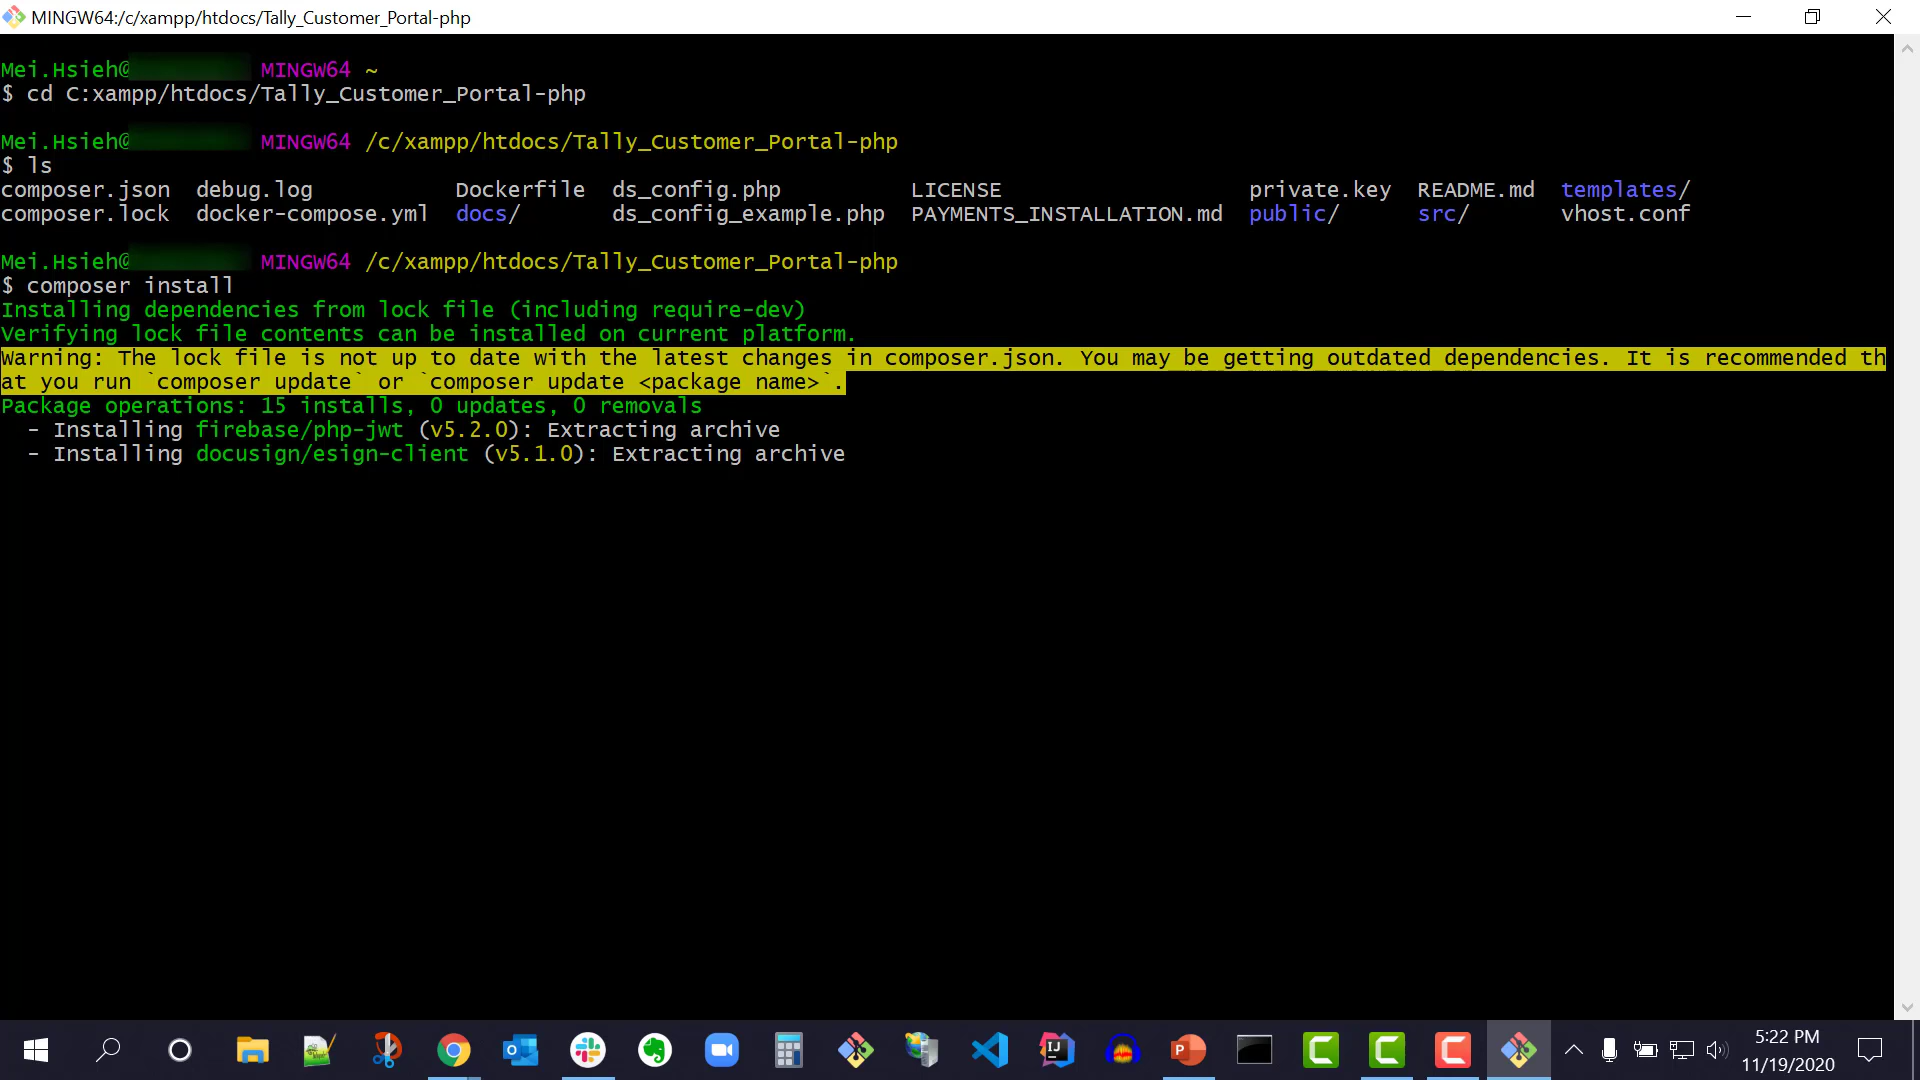 MINGW64:/c/xampp/htdocs/Tally_Customer_Portal-php
Mei.Hsieh@ MINGW64 ~
$ cd C:xampp/htdocs/Tally_Customer_Portal-php
Mei.Hsieh@ MINGW64 /c/xampp/htdocs/Tally_Customer_Portal-php
$ ls
composer.json debug.log Dockerfile ds_config.php LICENSE private.key README.md templates/
composer.lock docker-compose.yml docs/ ds_config_example.php PAYMENTS_INSTALLATION.md public/ src/ vhost.conf
Mei.Hsieh@ MINGW64 /c/xampp/htdocs/Tally_Customer_Portal-php
$ composer install
Installing dependencies from lock file (including require-dev)
Verifying lock file contents can be installed on current platform.
Warning: The lock file is not up to date with the latest changes in composer.json. You may be getting outdated dependencies. It is recommended th
at you run `composer update` or `composer update <package name>`.
Package operations: 15 installs, 0 updates, 0 removals
- Installing firebase/php-jwt (v5.2.0): Extracting archive
- Installing docusign/esign-client (v5.1.0): Extracting archive
5:22 PM
11/19/2020